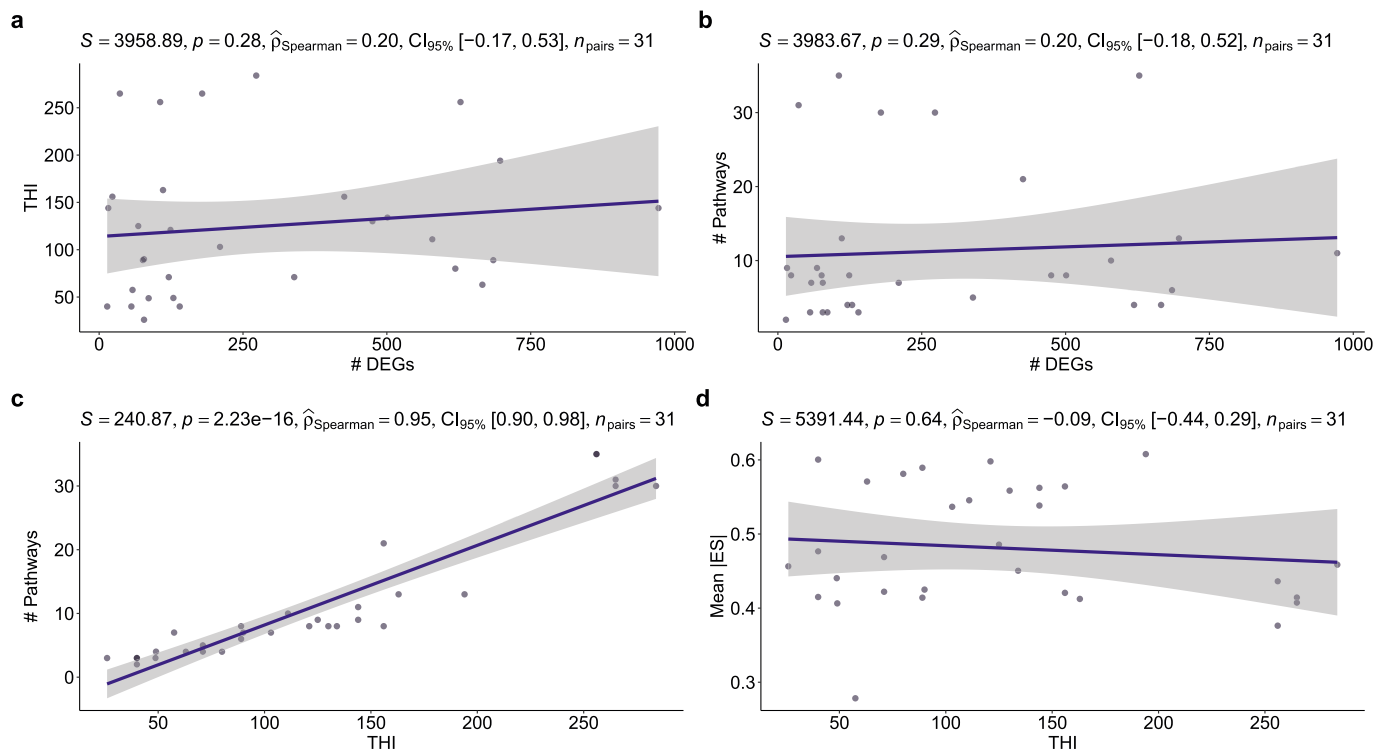 a
S = 3958.89, p = 0.28, ρ̂Spearman = 0.20, CI95% [−0.17, 0.53], npairs = 31
250
200
150
100
50
THI
0 250 500 750 1000
# DEGs
b
S = 3983.67, p = 0.29, ρ̂Spearman = 0.20, CI95% [−0.18, 0.52], npairs = 31
30
20
10
# Pathways
0 250 500 750 1000
# DEGs
c
S = 240.87, p = 2.23e−16, ρ̂Spearman = 0.95, CI95% [0.90, 0.98], npairs = 31
30
20
10
0
# Pathways
50 100 150 200 250
THI
d
S = 5391.44, p = 0.64, ρ̂Spearman = −0.09, CI95% [−0.44, 0.29], npairs = 31
0.6
0.5
0.4
0.3
Mean |ES|
50 100 150 200 250
THI